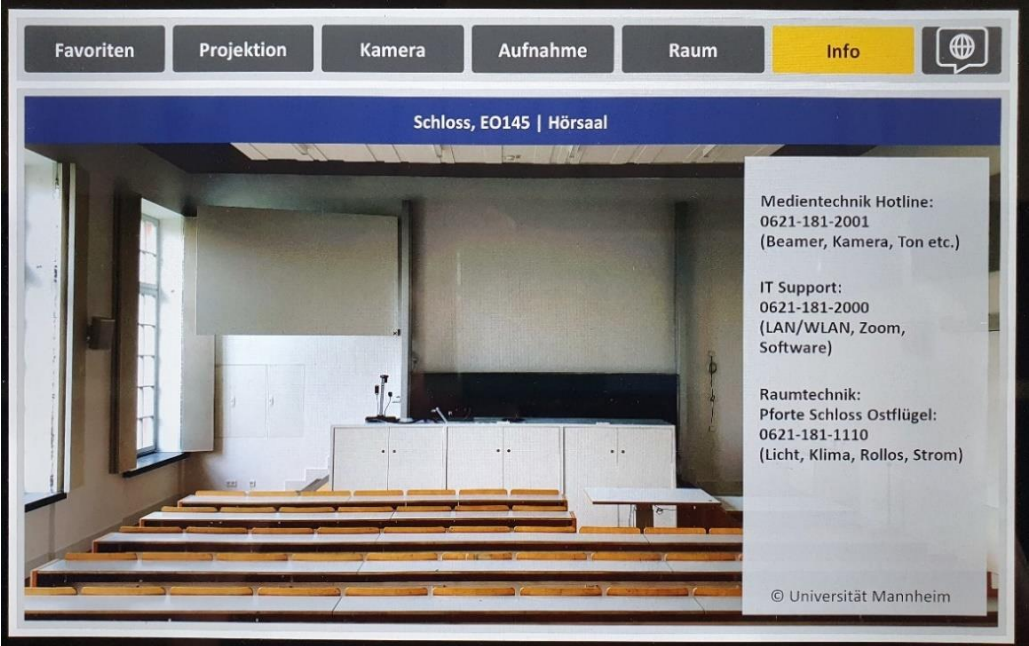 Favoriten
Projektion
Kamera
Aufnahme
Raum
Info
Schloss, EO145 | Hörsaal
Medientechnik Hotline:
0621-181-2001
(Beamer, Kamera, Ton etc.)
IT Support:
0621-181-2000
(LAN/WLAN, Zoom,
Software)
Raumtechnik:
Pforte Schloss Ostflügel:
0621-181-1110
(Licht, Klima, Rollos, Strom)
© Universität Mannheim